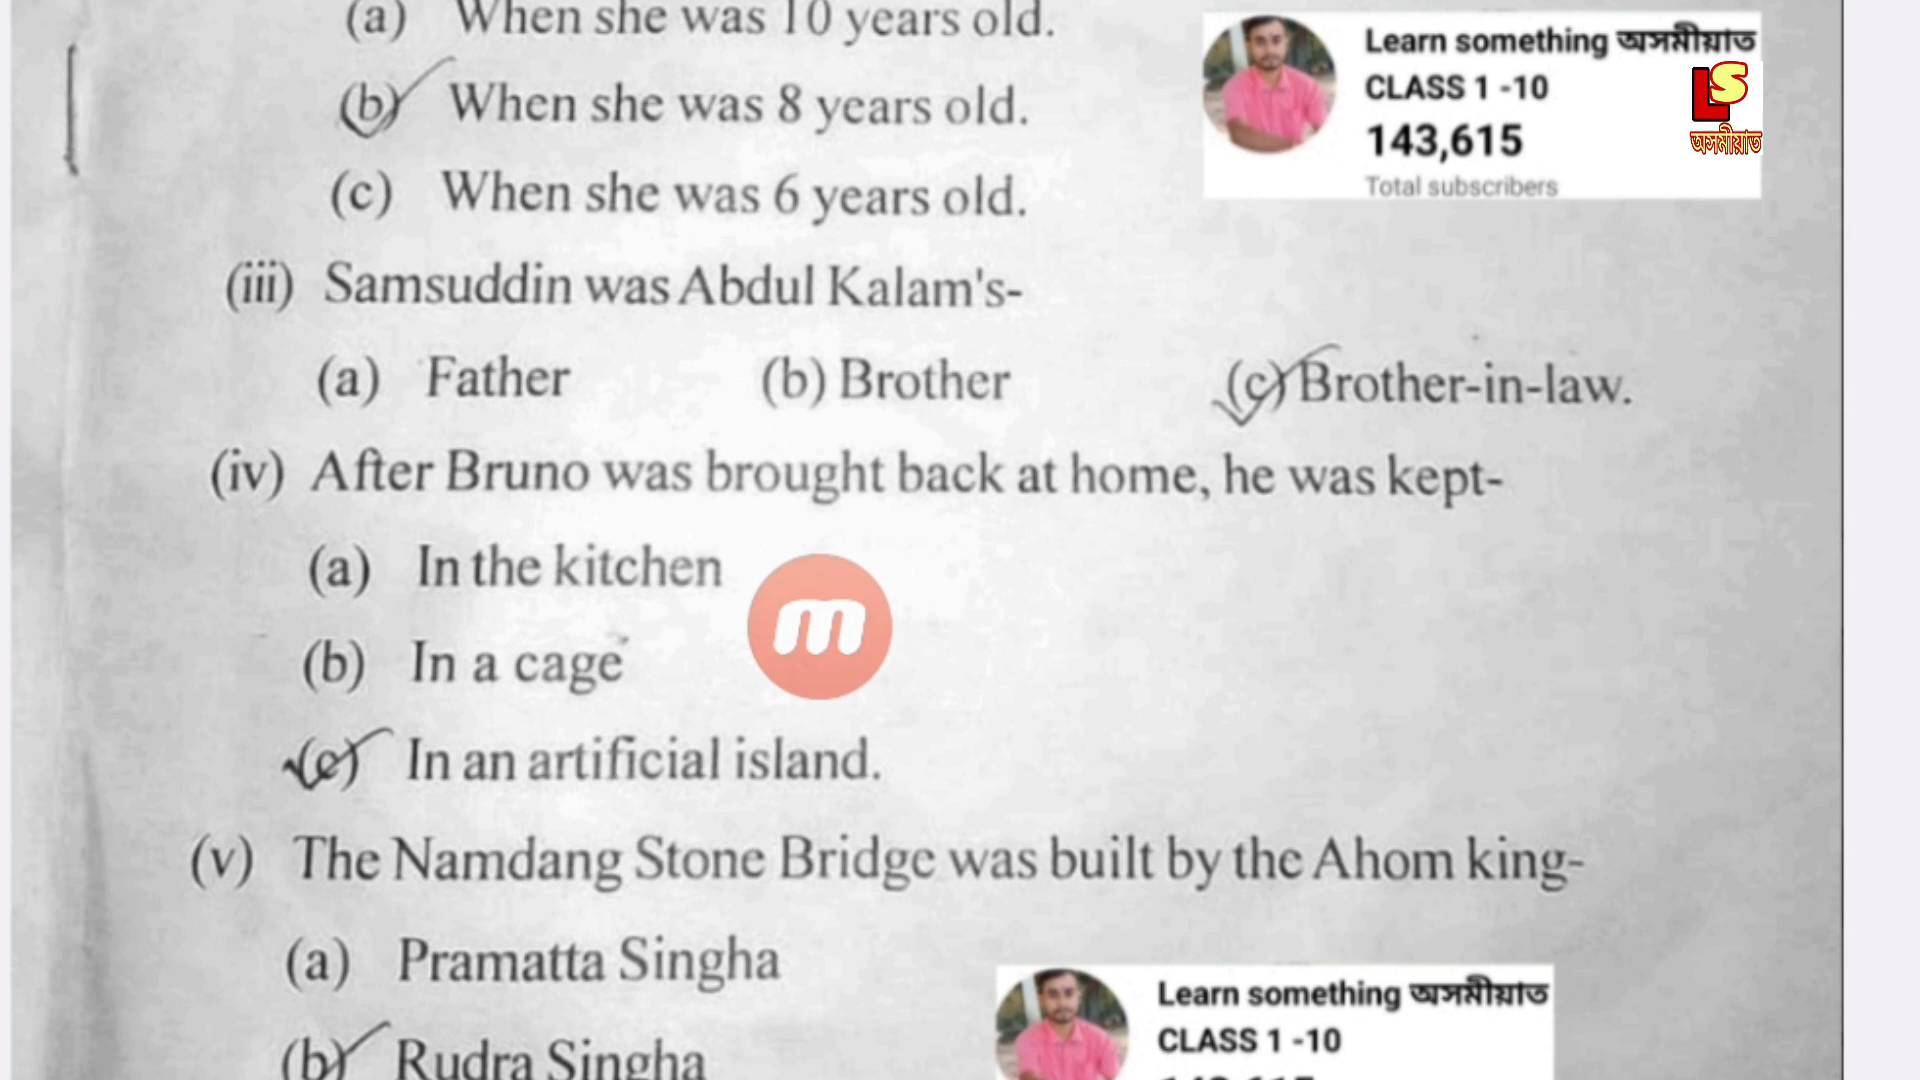 (a) When she was 10 years old.
(b) When she was 8 years old.
(c) When she was 6 years old.
Learn something অসমীয়াত
CLASS 1 -10
143,615
Total subscribers
LS
অসমীয়াত
(iii) Samsuddin was Abdul Kalam's-
(a) Father (b) Brother (c) Brother-in-law.
(iv) After Bruno was brought back at home, he was kept-
(a) In the kitchen
(b) In a cage
m
(c) In an artificial island.
(v) The Namdang Stone Bridge was built by the Ahom king-
(a) Pramatta Singha
(b) Rudra Singha
Learn something অসমীয়াত
CLASS 1 -10